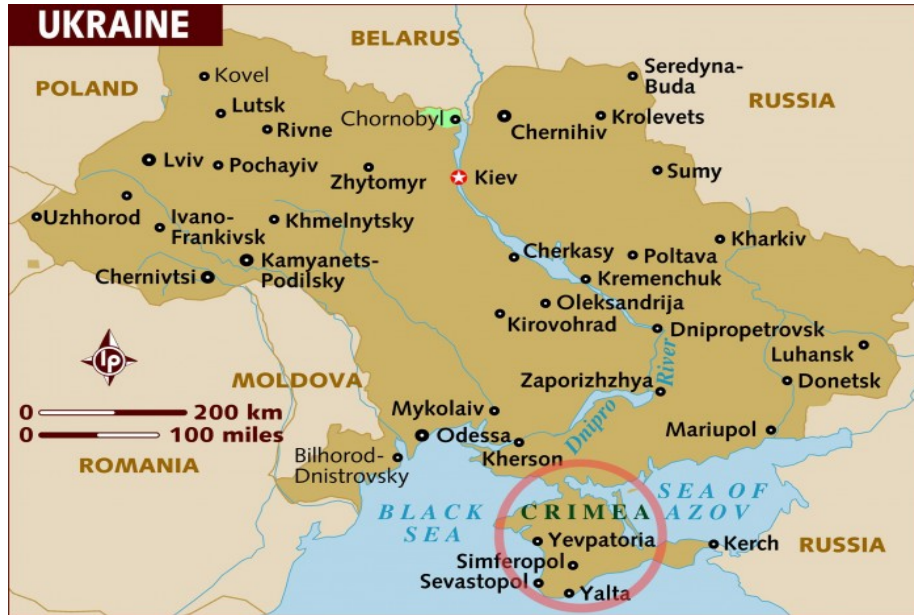 UKRAINE
BELARUS
POLAND
RUSSIA
Kovel
Seredyna-
Buda
Lutsk
Rivne
Chornobyl
Chernihiv
Krolevets
Lviv
Pochayiv
Zhytomyr
Kiev
Sumy
Uzhhorod
Ivano-
Frankivsk
Khmelnytsky
Kharkiv
Cherkasy
Poltava
Chernivtsi
Kamyanets-
Podilsky
Kremenchuk
Oleksandrija
Kirovohrad
Dnipropetrovsk
Luhansk
lp
MOLDOVA
Zaporizhzhya
Donetsk
Dnipro River
0 200 km
0 100 miles
Mykolaiv
Odessa
Kherson
Mariupol
ROMANIA
Bilhorod-
Dnistrovsky
BLACK
SEA
CRIMEA
SEA OF
AZOV
Yevpatoria
Kerch
RUSSIA
Simferopol
Sevastopol
Yalta